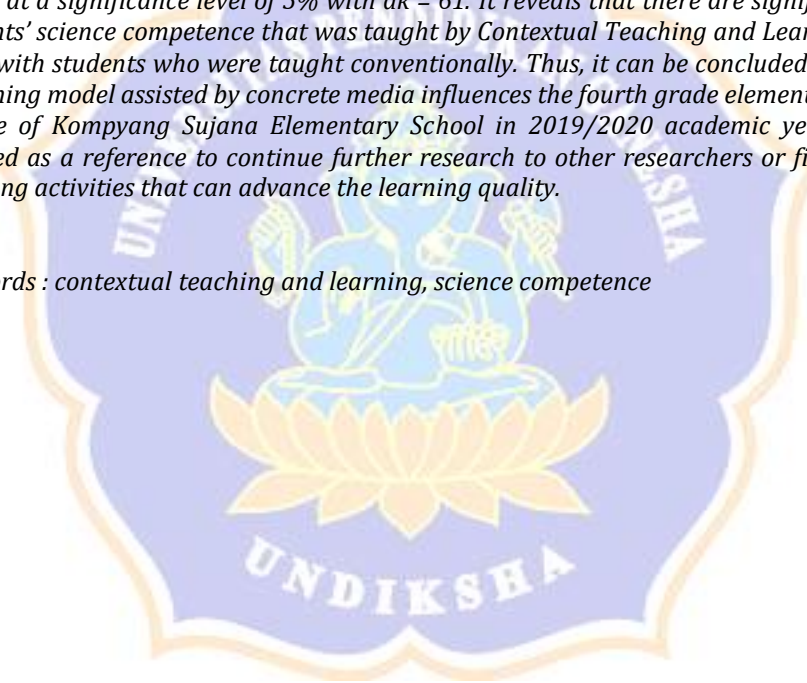 at a significance level of 5% with dk = 61. It reveals that there are signif
nts' science competence that was taught by Contextual Teaching and Lear
with students who were taught conventionally. Thus, it can be concluded
ning model assisted by concrete media influences the fourth grade element
e of Kompyang Sujana Elementary School in 2019/2020 academic ye
ed as a reference to continue further research to other researchers or fi
ng activities that can advance the learning quality.
rds : contextual teaching and learning, science competence
UNIVERSITAS PENDIDIKAN GANESHA
UNDIKSHA